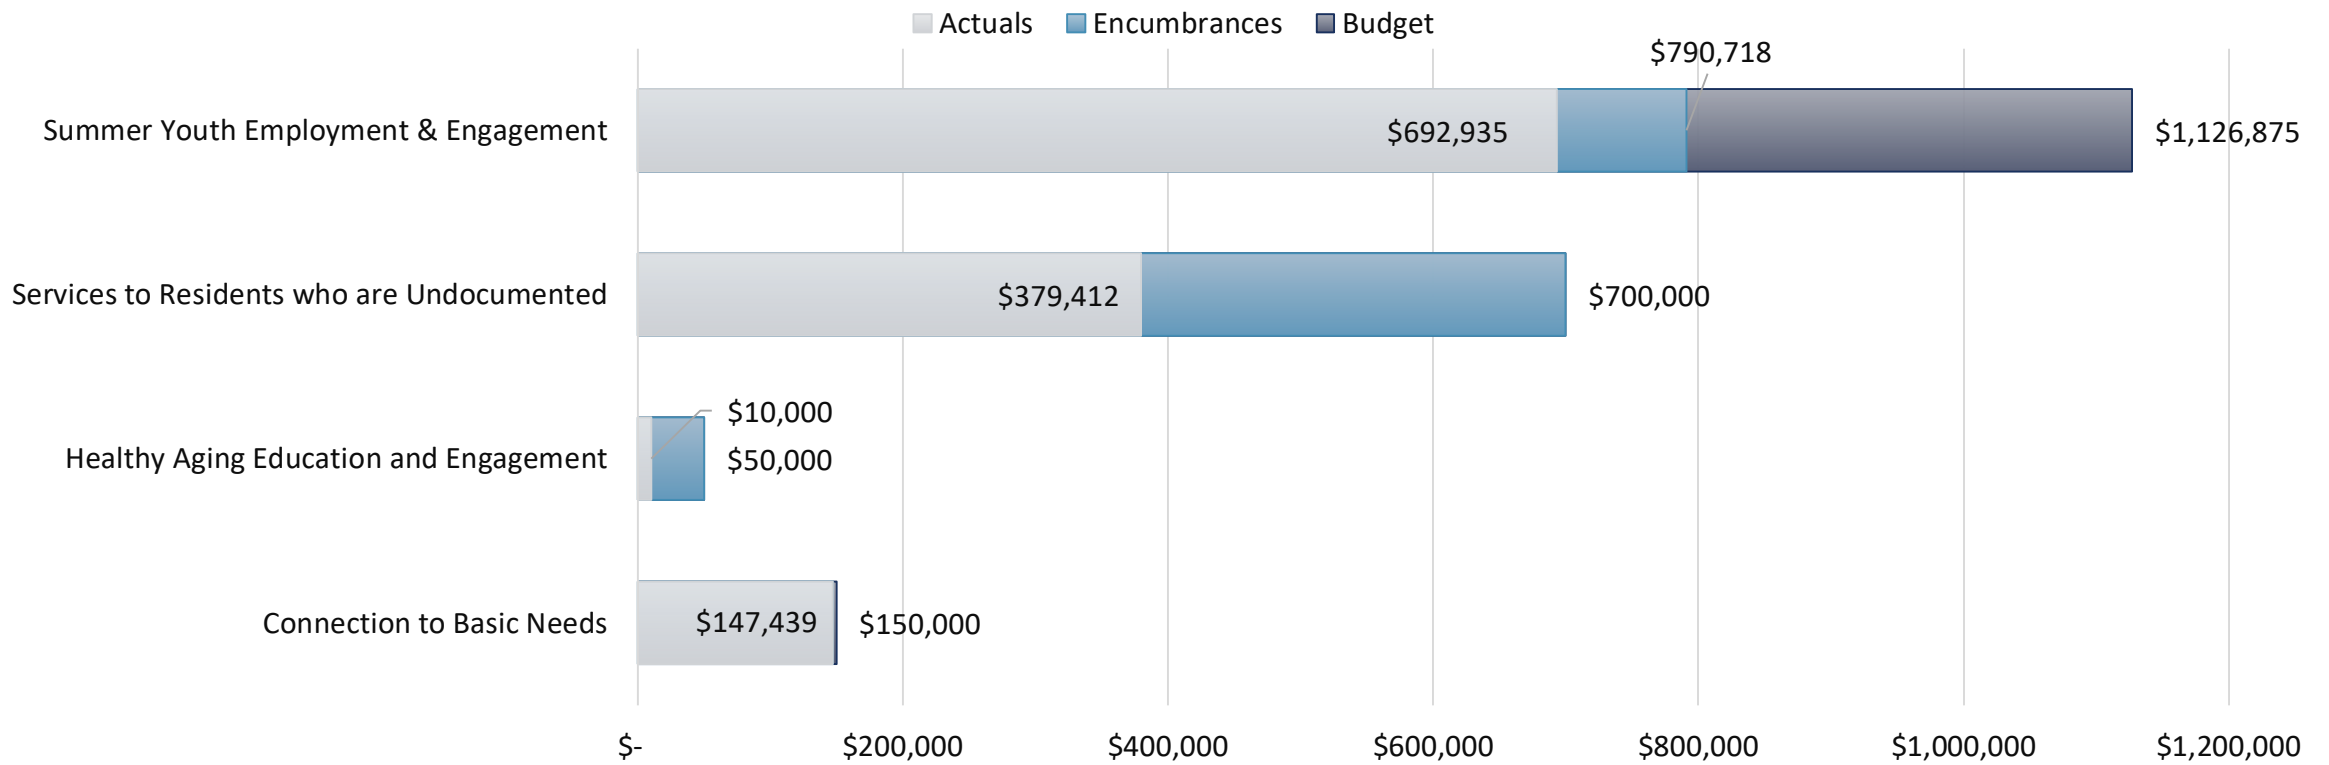 Actuals Encumbrances Budget
$790,718
Summer Youth Employment & Engagement $692,935 $1,126,875
Services to Residents who are Undocumented $379,412 $700,000
$10,000
Healthy Aging Education and Engagement $50,000
Connection to Basic Needs $147,439 $150,000
$- $200,000 $400,000 $600,000 $800,000 $1,000,000 $1,200,000